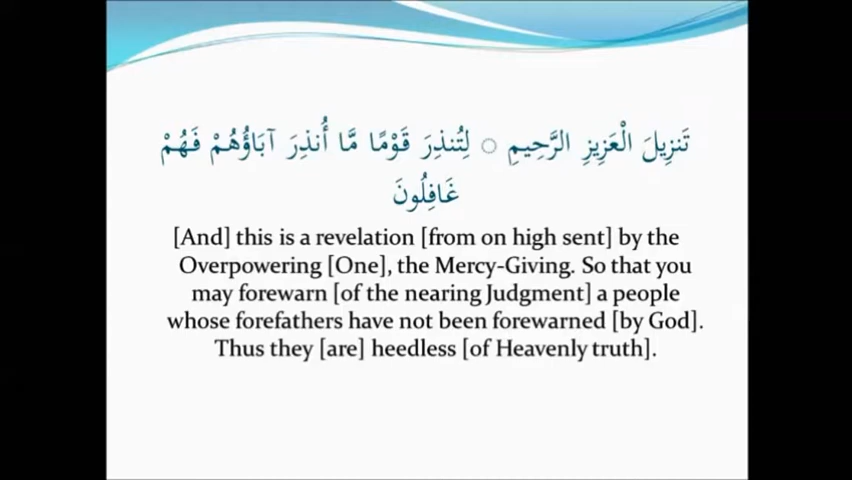 تَنزِيلَ الْعَزِيزِ الرَّحِيمِ ۝ لِتُنذِرَ قَوْمًا مَّا أُنذِرَ آبَاؤُهُمْ فَهُمْ
غَافِلُونَ
[And] this is a revelation [from on high sent] by the
Overpowering [One], the Mercy-Giving. So that you
may forewarn [of the nearing Judgment] a people
whose forefathers have not been forewarned [by God].
Thus they [are] heedless [of Heavenly truth].